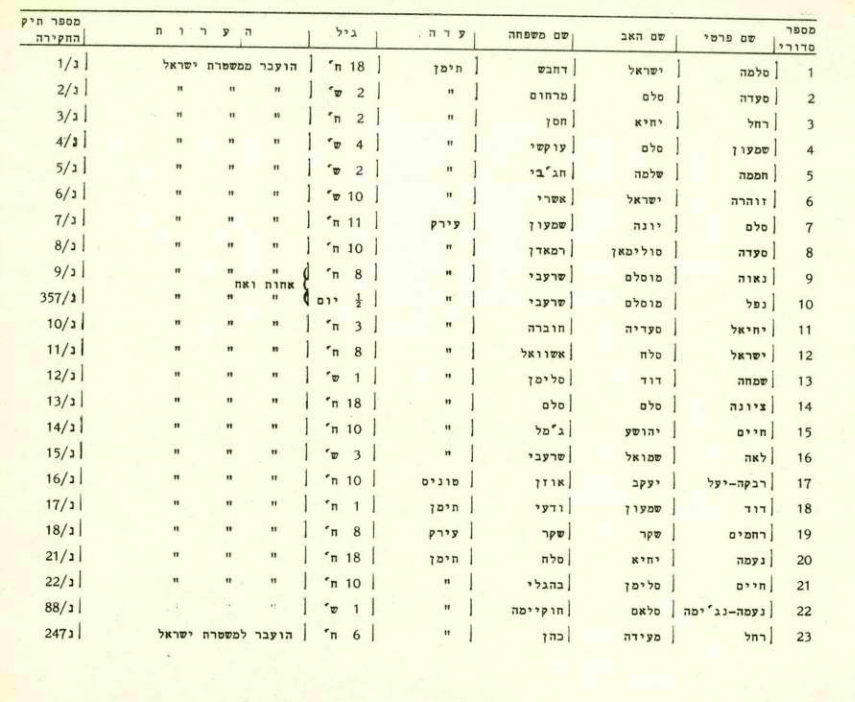 מספר סדורי | שם פרטי | שם האב | שם משפחה | עדה | גיל | הערות | מספר תיק החקירה
1 | סלמה | ישראל | דחבש | תימן | 18 ח' | הועבר ממשטרת ישראל | נ/1
2 | סעדה | סלם | מרחום | " | 2 ש' | " " " | נ/2
3 | רחל | יחיא | חסן | " | 2 ח' | " " " | נ/3
4 | שמעון | סלם | עוקשי | " | 4 ש' | " " " | נ/4
5 | חממה | שלמה | חג'בי | " | 2 ש' | " " " | נ/5
6 | זוהרה | ישראל | אשרי | " | 10 ש' | " " " | נ/6
7 | סלם | יונה | שמעון | עירק | 11 ח' | " " " | נ/7
8 | סעדה | סולימאן | רמאדן | " | 10 ח' | " " " | נ/8
9 | נאוה | מוסלם | שרעבי | " | 8 ח' | אחות ואח " " " | נ/9
10 | נפל | מוסלם | שרעבי | " | ½ יום | " " " | נ/357
11 | יחיאל | סעדיה | חוברה | " | 3 ח' | " " " | נ/10
12 | ישראל | סלח | אשוואל | " | 8 ח' | " " " | נ/11
13 | שמחה | דוד | סלימן | " | 1 ש' | " " " | נ/12
14 | ציונה | סלם | סלם | " | 18 ח' | " " " | נ/13
15 | חיים | יהושע | ג'מל | " | 10 ח' | " " " | נ/14
16 | לאה | שמואל | שרעבי | " | 3 ש' | " " " | נ/15
17 | רבקה-יעל | יעקב | אוזן | טוניס | 10 ח' | " " " | נ/16
18 | דוד | שמעון | ודעי | תימן | 1 ח' | " " " | נ/17
19 | רחמים | שקר | שקר | עירק | 8 ח' | " " " | נ/18
20 | נעמה | יחיא | סלח | תימן | 18 ח' | " " " | נ/21
21 | חיים | סלימן | בהגלי | " | 10 ח' | " " " | נ/22
22 | נעמה-נג'ימה | סלאם | חוקיימה | " | 1 ש' | נ/88
23 | רחל | מעידה | כהן | " | 6 ח' | הועבר למשטרת ישראל | נ247